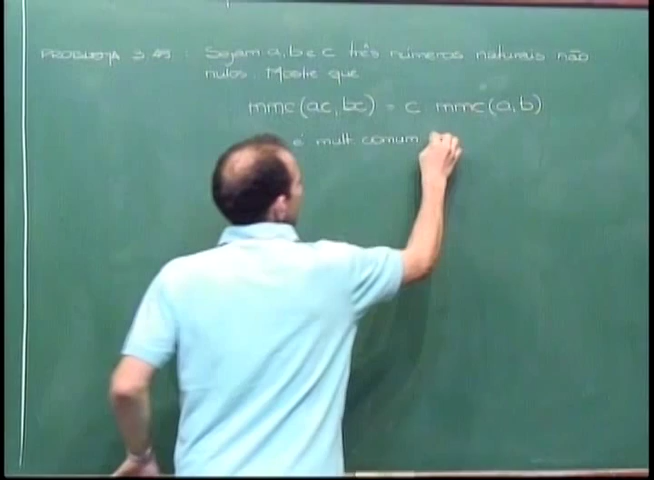 PROBLEMA 3.45: Sejam a, b e c três números naturais não
nulos. Mostre que
mmc(ac, bc) = c mmc(a, b)
é mult comum